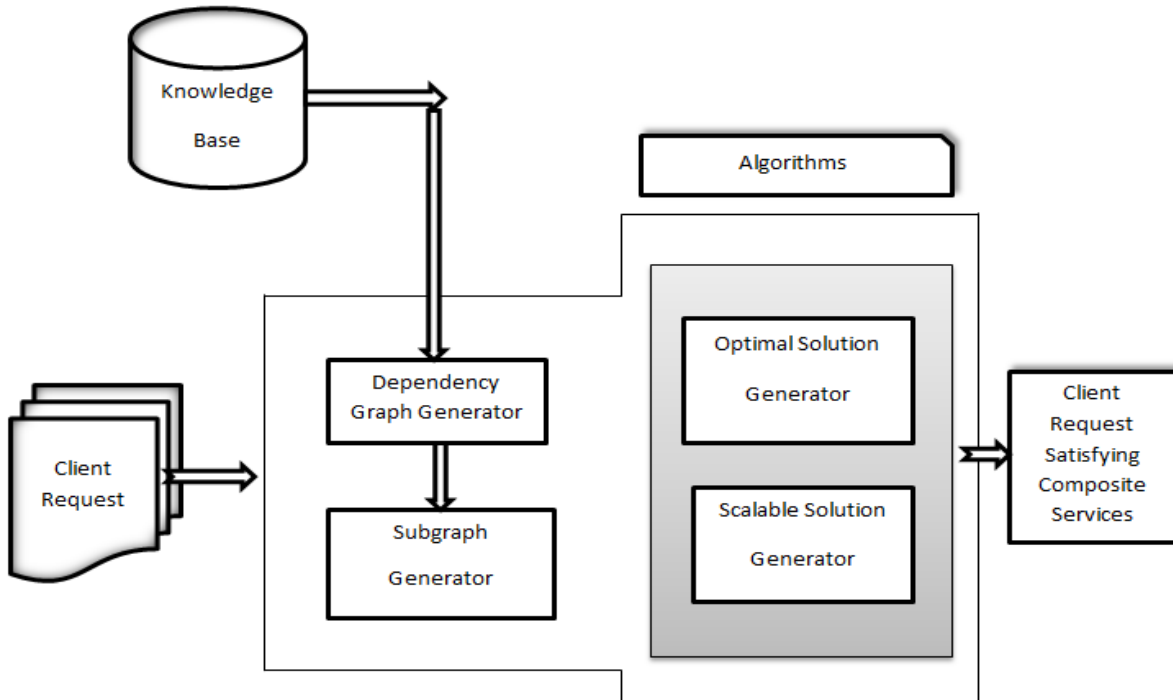 Knowledge
Base
Algorithms
Optimal Solution
Generator
Dependency
Graph Generator
Client
Request
Satisfying
Composite
Services
Client
Request
Subgraph
Generator
Scalable Solution
Generator